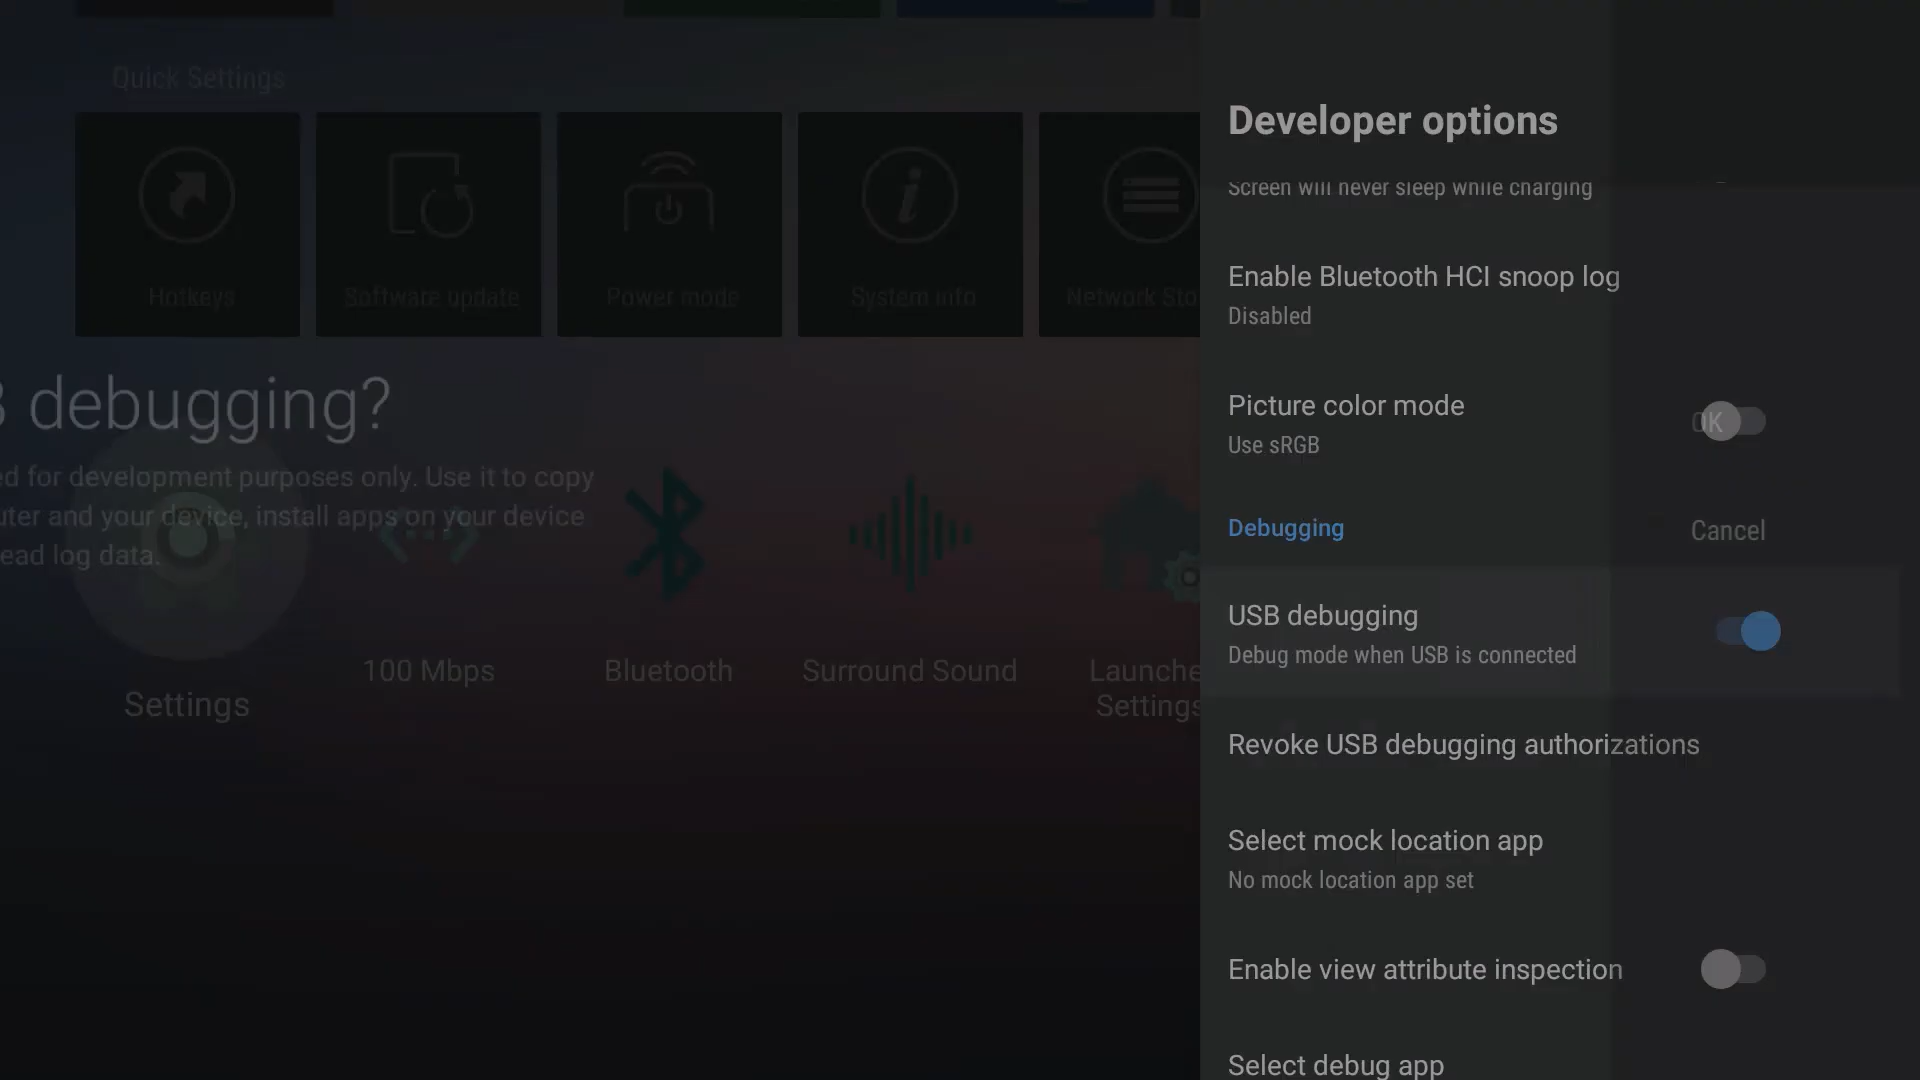 Quick Settings
Hotkeys
Software update
Power mode
System info
Network Sto
debugging?
ed for development purposes only. Use it to copy
uter and your device, install apps on your device
ead log data.
Settings
100 Mbps
Bluetooth
Surround Sound
Launche
Settings
Developer options
Screen will never sleep while charging
Enable Bluetooth HCI snoop log
Disabled
Picture color mode
Use sRGB
OK
Debugging
Cancel
USB debugging
Debug mode when USB is connected
Revoke USB debugging authorizations
Select mock location app
No mock location app set
Enable view attribute inspection
Select debug app